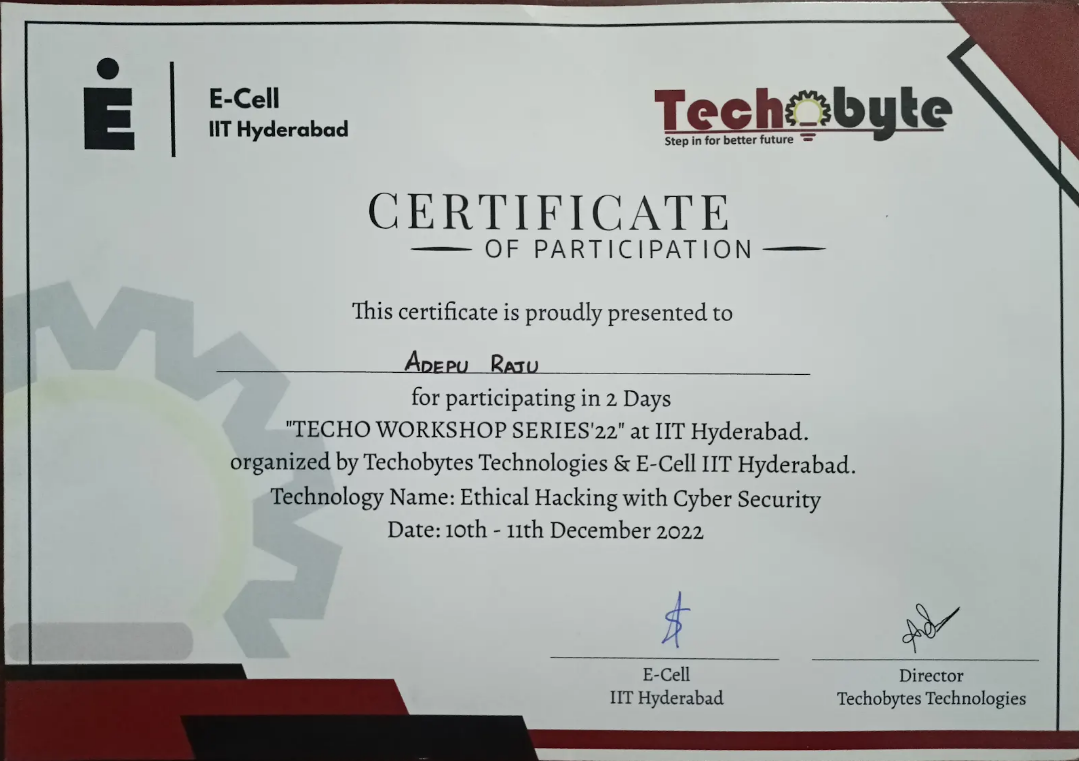 E-Cell
IIT Hyderabad
Techobyte
Step in for better future
CERTIFICATE
OF PARTICIPATION
This certificate is proudly presented to
ADEPU RAJU
for participating in 2 Days
"TECHO WORKSHOP SERIES'22" at IIT Hyderabad.
organized by Techobytes Technologies & E-Cell IIT Hyderabad.
Technology Name: Ethical Hacking with Cyber Security
Date: 10th - 11th December 2022
E-Cell
IIT Hyderabad
Director
Techobytes Technologies